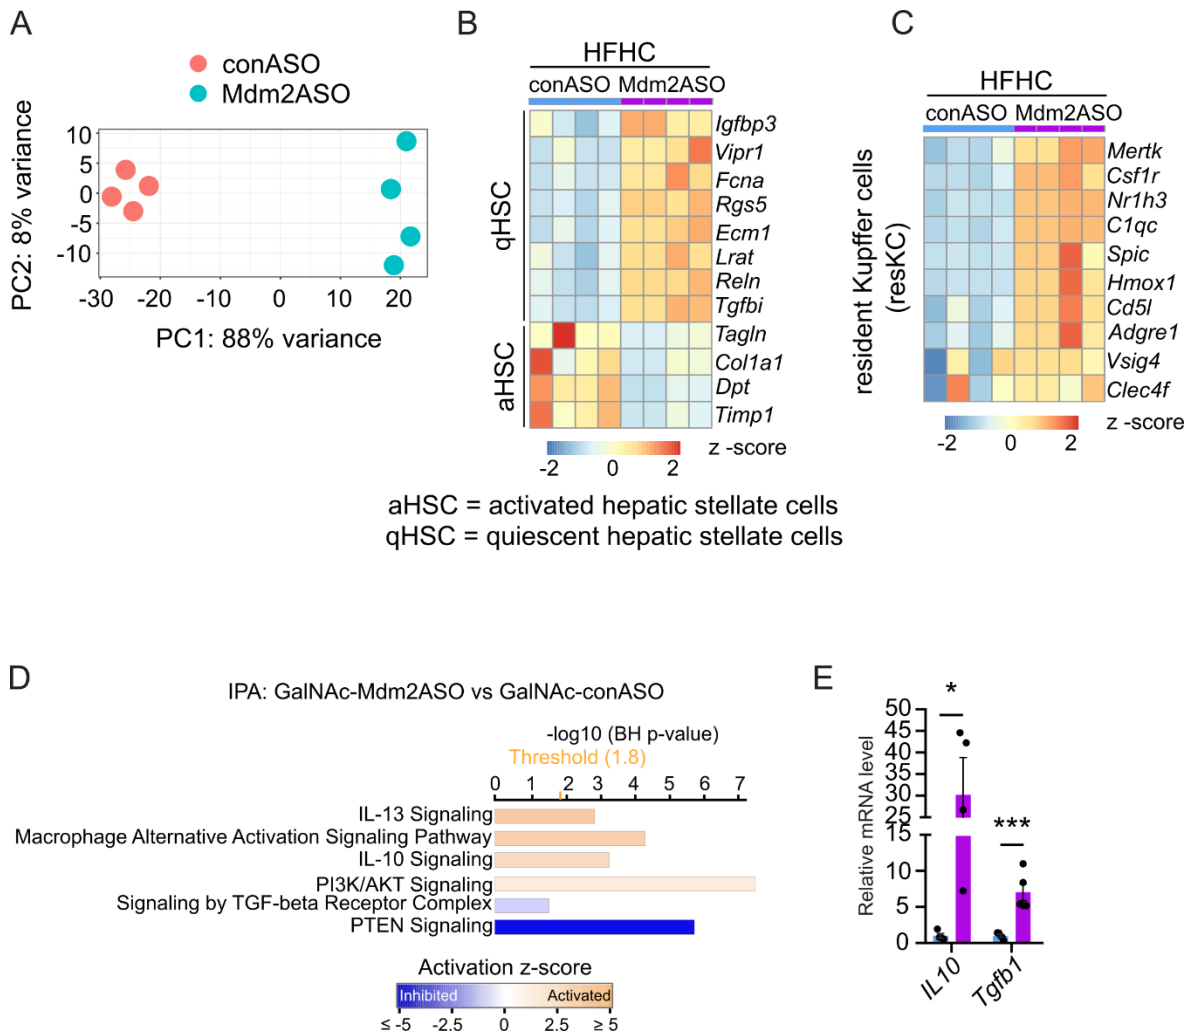 A
conASO
Mdm2ASO
PC2: 8% variance
10
5
0
-5
-10
-30
-20
-10
0
10
20
PC1: 88% variance
B
HFHC
conASO Mdm2ASO
qHSC
Igfbp3
Vipr1
Fcna
Rgs5
Ecm1
Lrat
Reln
Tgfbi
aHSC
Tagln
Col1a1
Dpt
Timp1
z -score
-2 0 2
C
HFHC
conASO Mdm2ASO
resident Kupffer cells
(resKC)
Mertk
Csf1r
Nr1h3
C1qc
Spic
Hmox1
Cd5l
Adgre1
Vsig4
Clec4f
z -score
-2 0 2
aHSC = activated hepatic stellate cells
qHSC = quiescent hepatic stellate cells
D
IPA: GalNAc-Mdm2ASO vs GalNAc-conASO
-log10 (BH p-value)
Threshold (1.8)
0 1 2 3 4 5 6 7
IL-13 Signaling
Macrophage Alternative Activation Signaling Pathway
IL-10 Signaling
PI3K/AKT Signaling
Signaling by TGF-beta Receptor Complex
PTEN Signaling
Activation z-score
Inhibited Activated
≤ -5 -2.5 0 2.5 ≥ 5
E
Relative mRNA level
50
45
40
35
30
25
15
10
5
0
*
***
IL10
Tgfb1